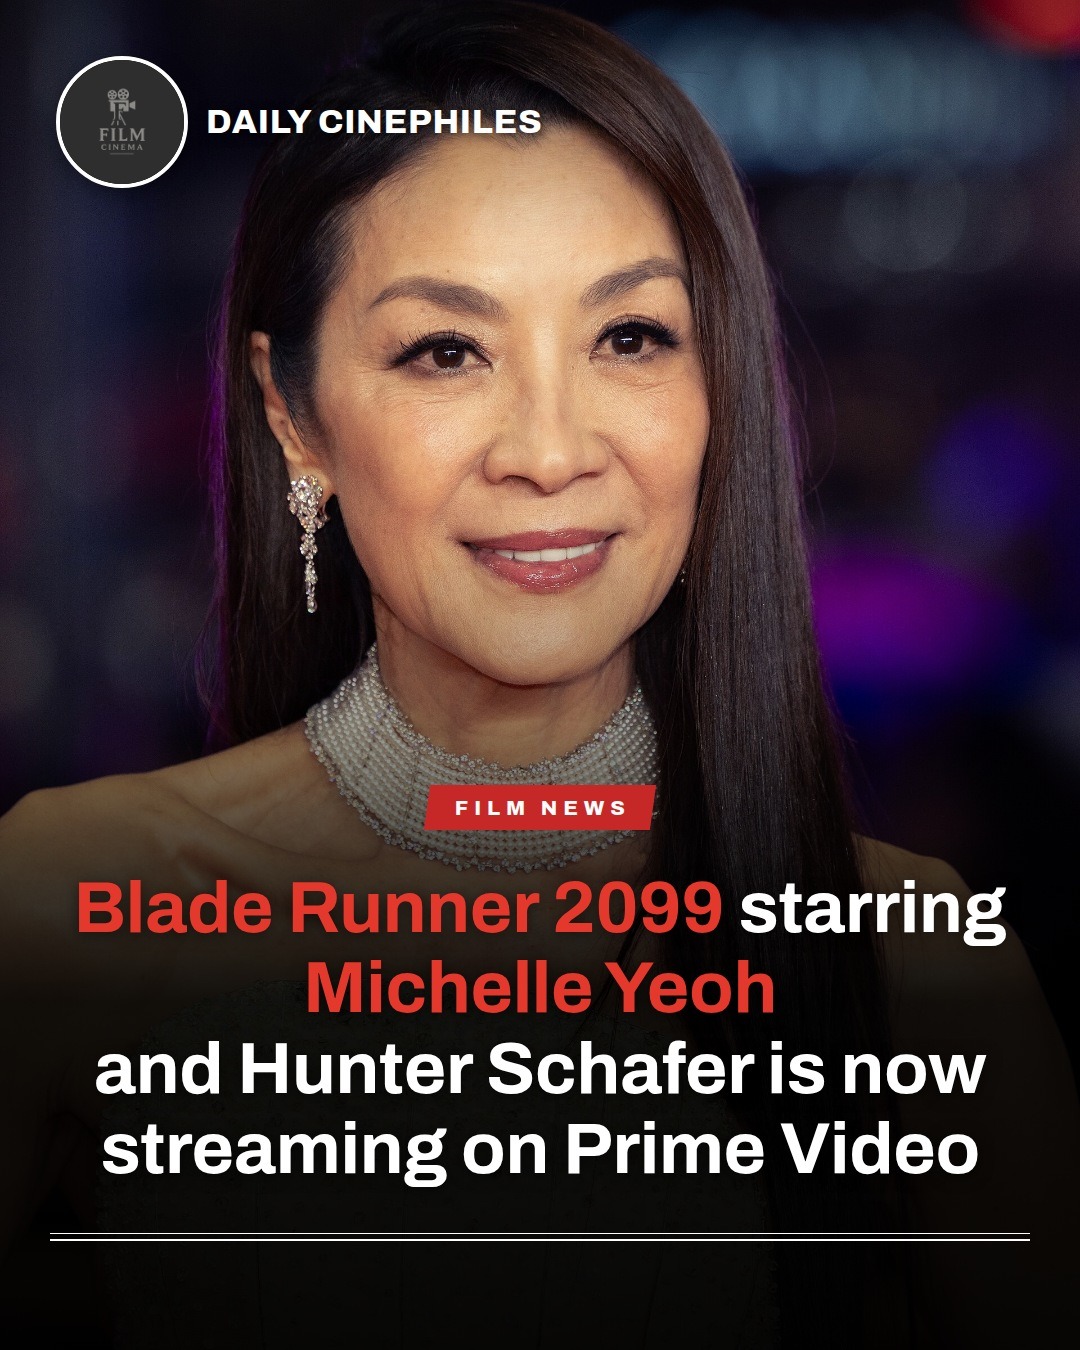 FILM
CINEMA
DAILY CINEPHILES
FILM NEWS
Blade Runner 2099 starring
Michelle Yeoh
and Hunter Schafer is now
streaming on Prime Video